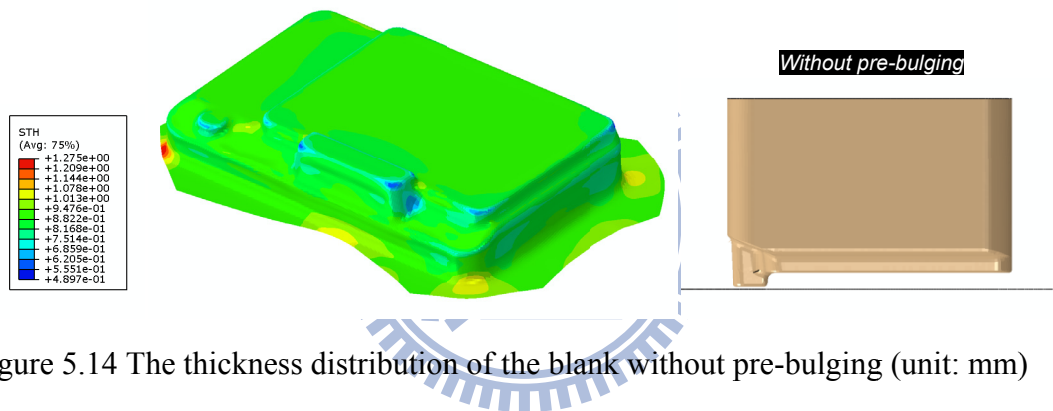 Without pre-bulging
STH
(Avg: 75%)
+1.275e+00
+1.209e+00
+1.144e+00
+1.078e+00
+1.013e+00
+9.476e-01
+8.822e-01
+8.168e-01
+7.514e-01
+6.859e-01
+6.205e-01
+5.551e-01
+4.897e-01
gure 5.14 The thickness distribution of the blank without pre-bulging (unit: mm)